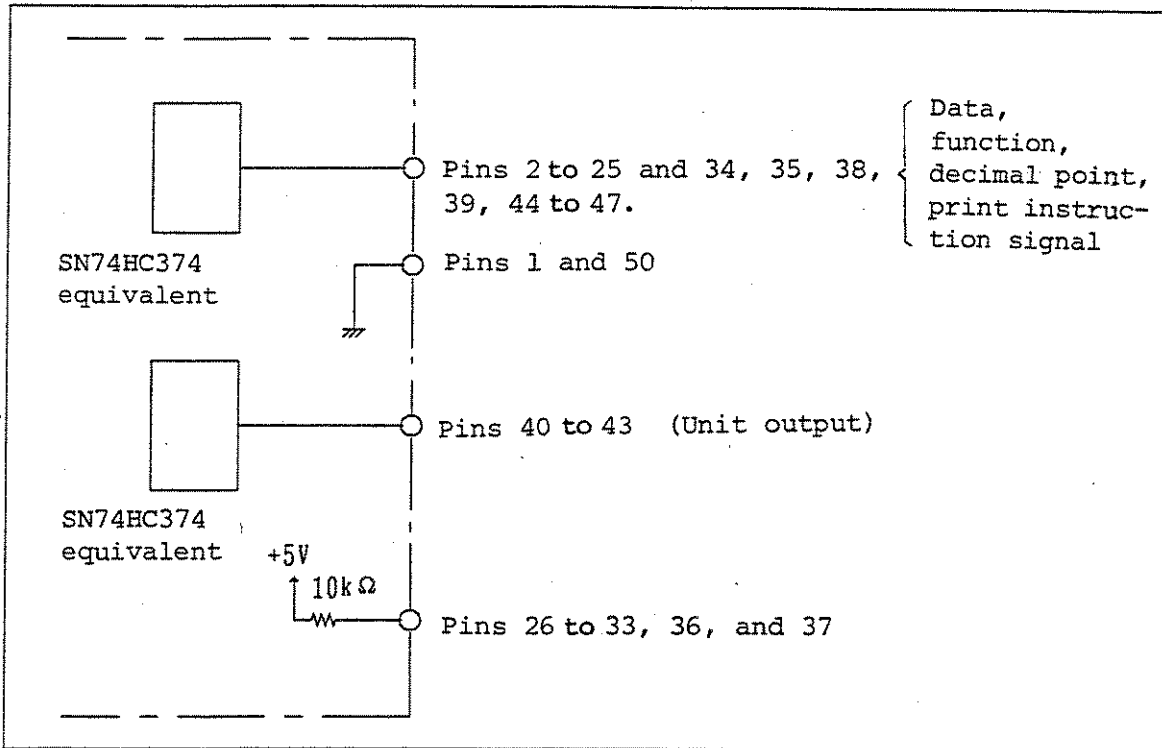 Pins 2 to 25 and 34, 35, 38,
39, 44 to 47.
Data,
function,
decimal point,
print instruc-
tion signal
SN74HC374
equivalent
Pins 1 and 50
Pins 40 to 43 (Unit output)
SN74HC374
equivalent
+5V
10kΩ
Pins 26 to 33, 36, and 37